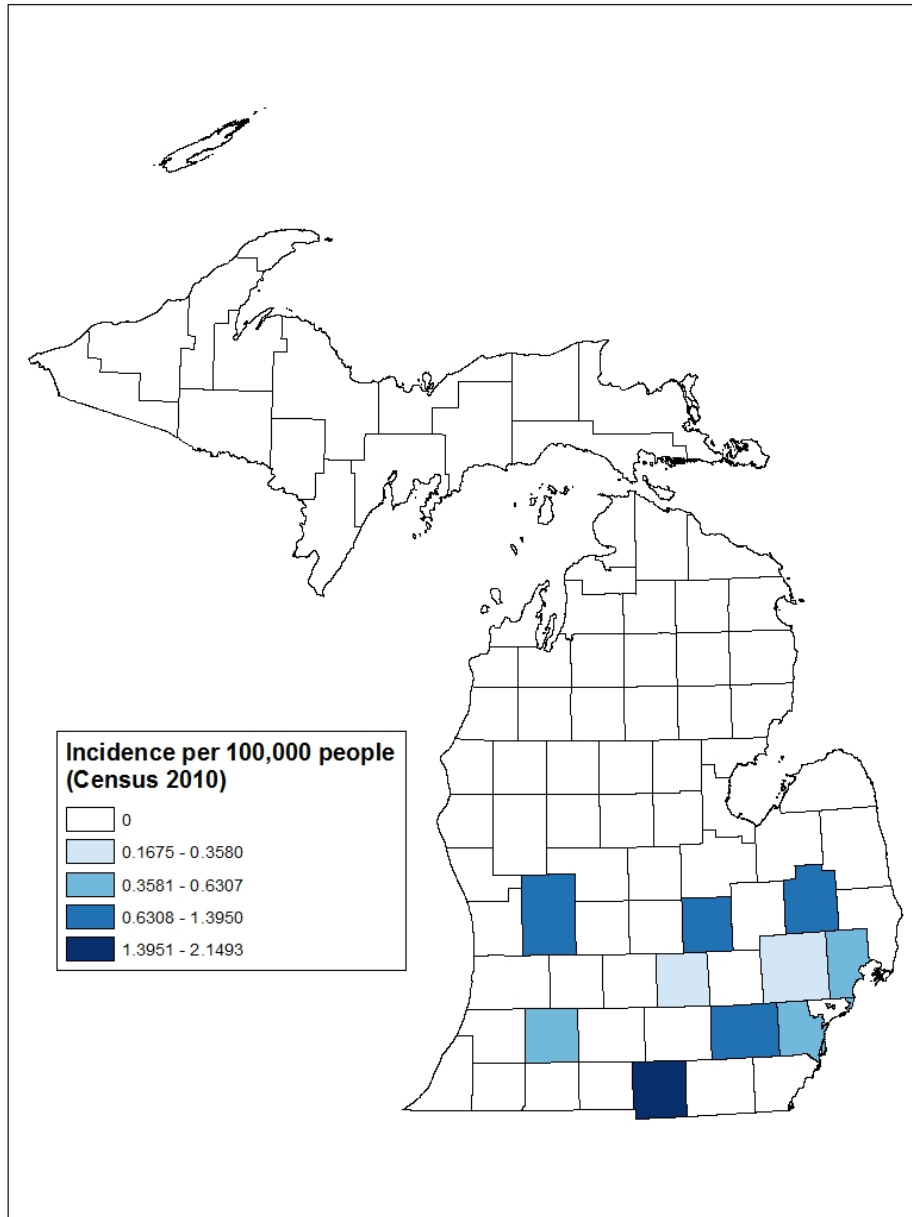 Incidence per 100,000 people
(Census 2010)
0
0.1675 - 0.3580
0.3581 - 0.6307
0.6308 - 1.3950
1.3951 - 2.1493